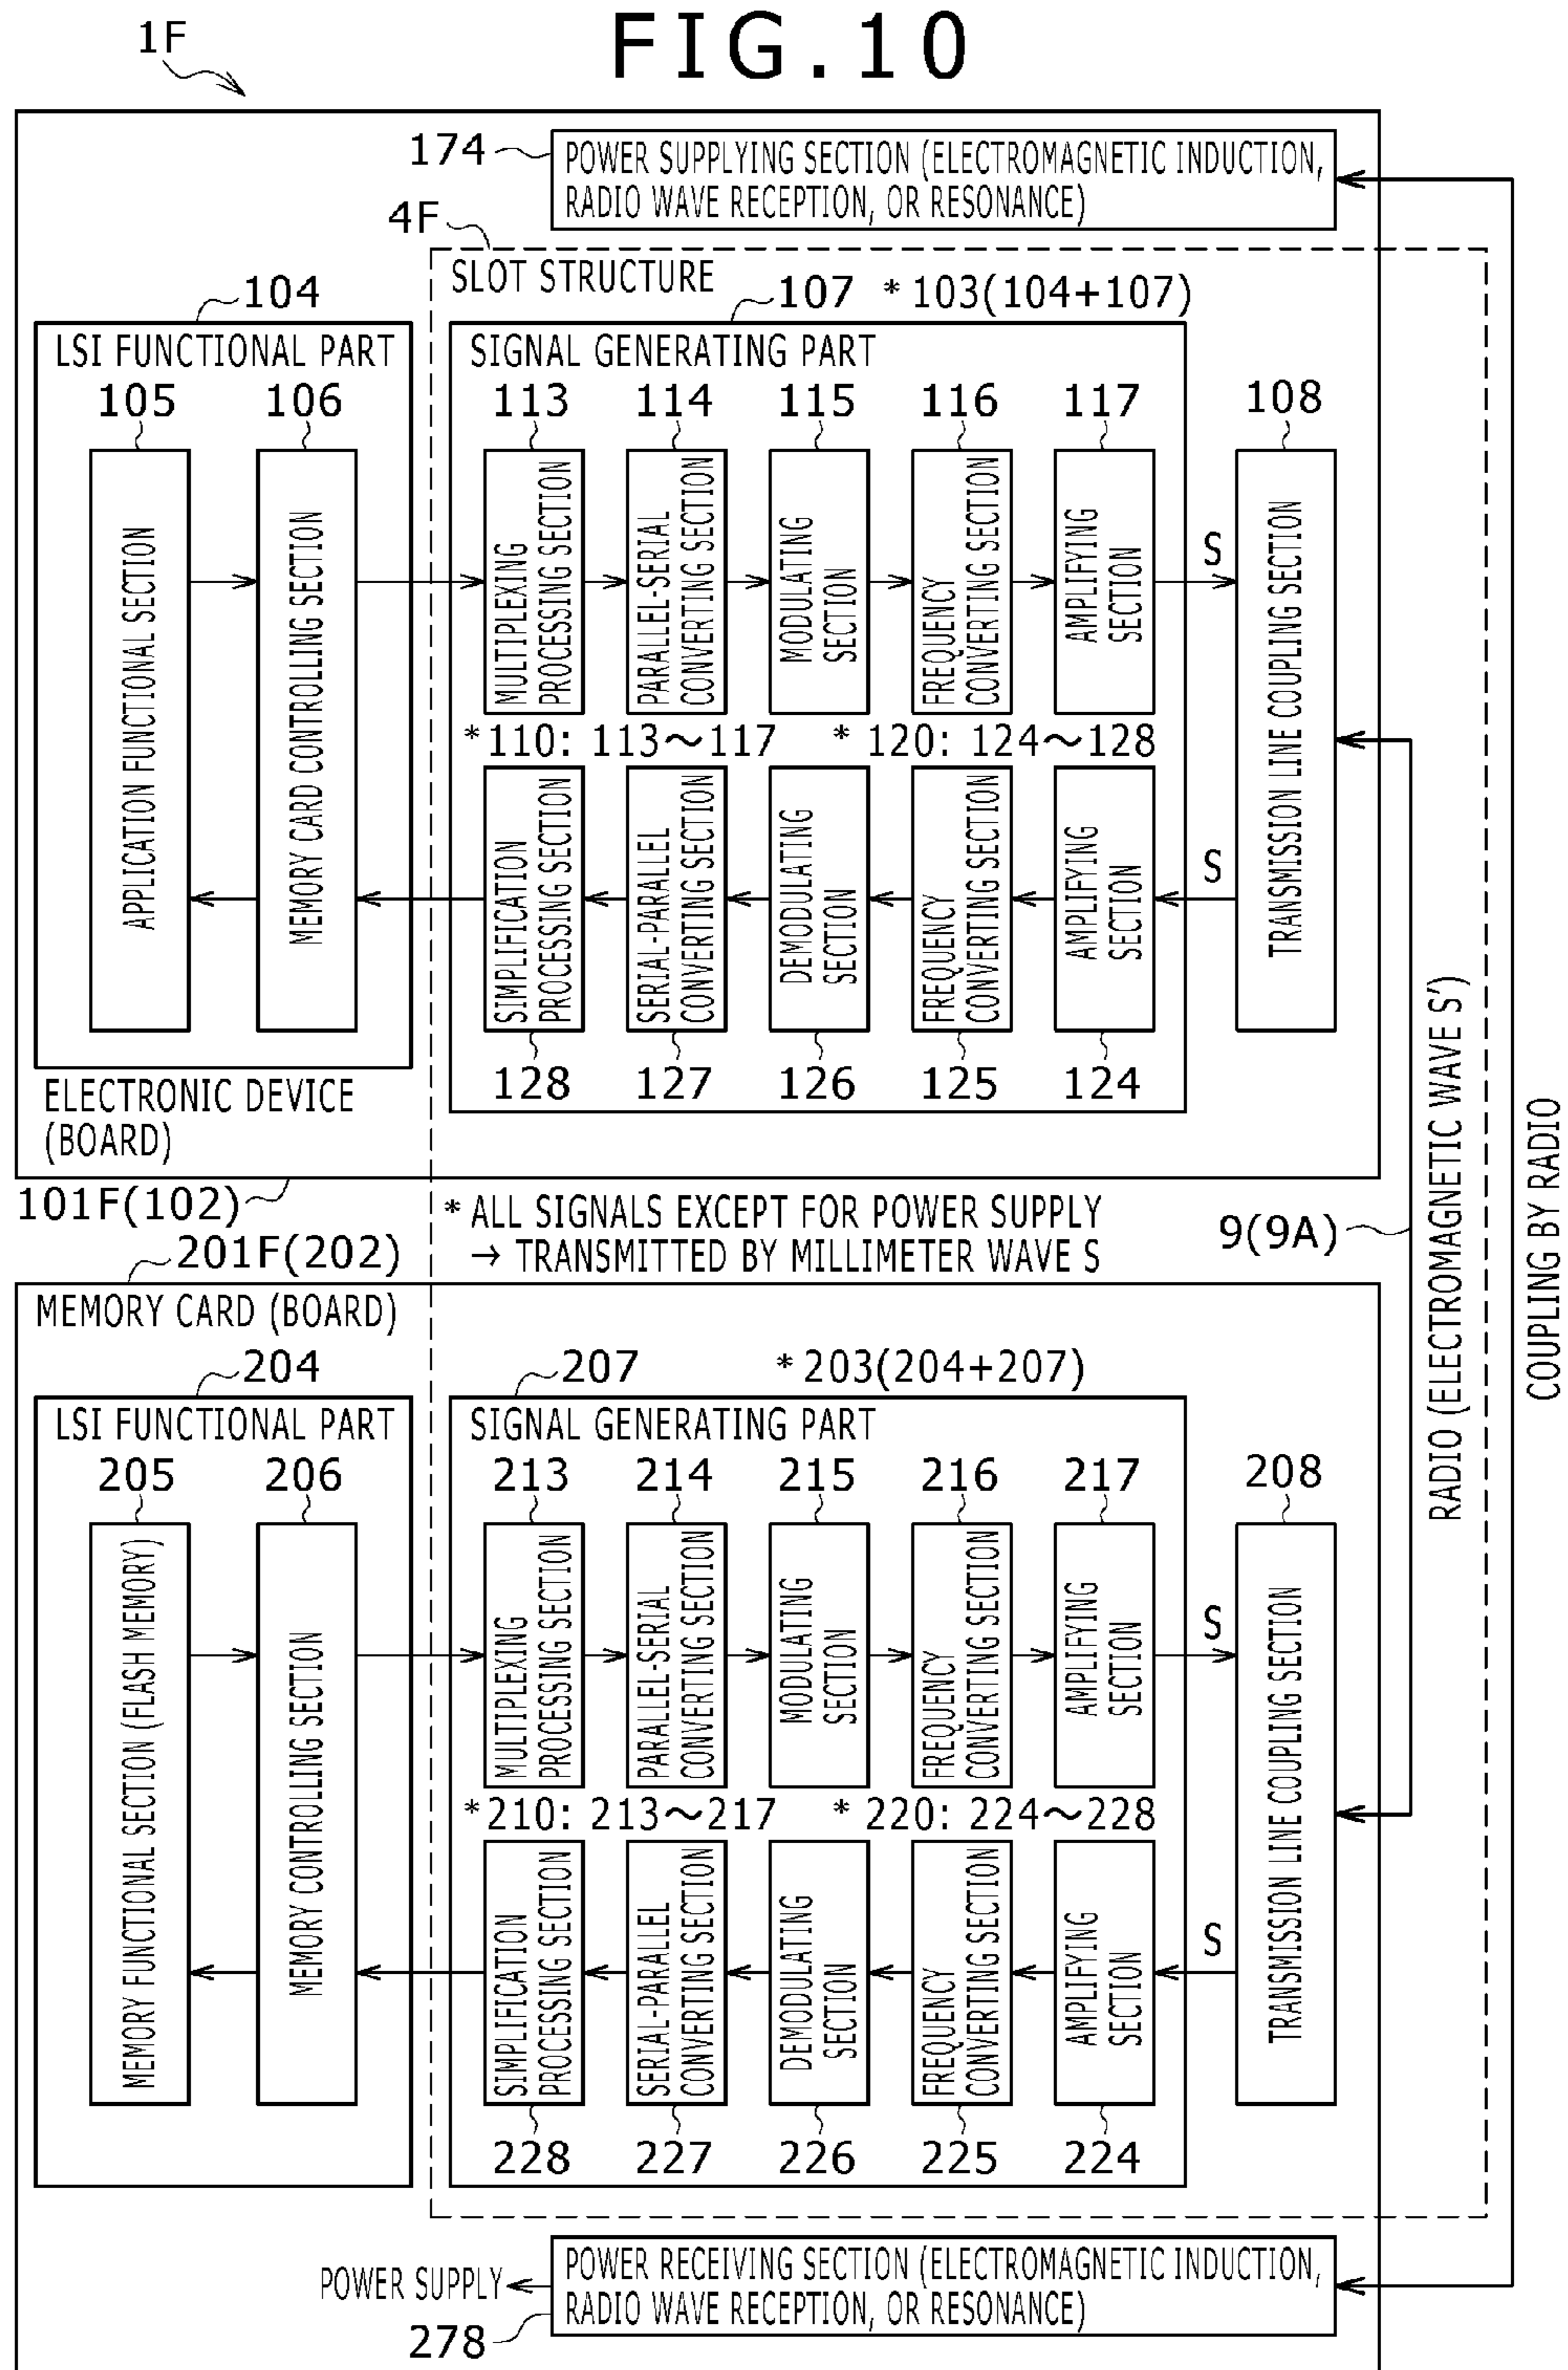 FIG.10
1F
174
POWER SUPPLYING SECTION (ELECTROMAGNETIC INDUCTION,
RADIO WAVE RECEPTION, OR RESONANCE)
4F
SLOT STRUCTURE
104
107
* 103(104+107)
LSI FUNCTIONAL PART
SIGNAL GENERATING PART
105
106
113
114
115
116
117
108
APPLICATION FUNCTIONAL SECTION
MEMORY CARD CONTROLLING SECTION
MULTIPLEXING
PROCESSING SECTION
PARALLEL-SERIAL
CONVERTING SECTION
MODULATING
SECTION
FREQUENCY
CONVERTING SECTION
AMPLIFYING
SECTION
S
TRANSMISSION LINE COUPLING SECTION
* 110: 113~117
* 120: 124~128
SIMPLIFICATION
PROCESSING SECTION
SERIAL-PARALLEL
CONVERTING SECTION
DEMODULATING
SECTION
FREQUENCY
CONVERTING SECTION
AMPLIFYING
SECTION
S
128
127
126
125
124
ELECTRONIC DEVICE
(BOARD)
101F(102)
* ALL SIGNALS EXCEPT FOR POWER SUPPLY
→ TRANSMITTED BY MILLIMETER WAVE S
9(9A)
RADIO (ELECTROMAGNETIC WAVE S')
COUPLING BY RADIO
201F(202)
MEMORY CARD (BOARD)
204
207
* 203(204+207)
LSI FUNCTIONAL PART
SIGNAL GENERATING PART
205
206
213
214
215
216
217
208
MEMORY FUNCTIONAL SECTION (FLASH MEMORY)
MEMORY CONTROLLING SECTION
MULTIPLEXING
PROCESSING SECTION
PARALLEL-SERIAL
CONVERTING SECTION
MODULATING
SECTION
FREQUENCY
CONVERTING SECTION
AMPLIFYING
SECTION
S
TRANSMISSION LINE COUPLING SECTION
* 210: 213~217
* 220: 224~228
SIMPLIFICATION
PROCESSING SECTION
SERIAL-PARALLEL
CONVERTING SECTION
DEMODULATING
SECTION
FREQUENCY
CONVERTING SECTION
AMPLIFYING
SECTION
S
228
227
226
225
224
POWER SUPPLY
POWER RECEIVING SECTION (ELECTROMAGNETIC INDUCTION,
RADIO WAVE RECEPTION, OR RESONANCE)
278